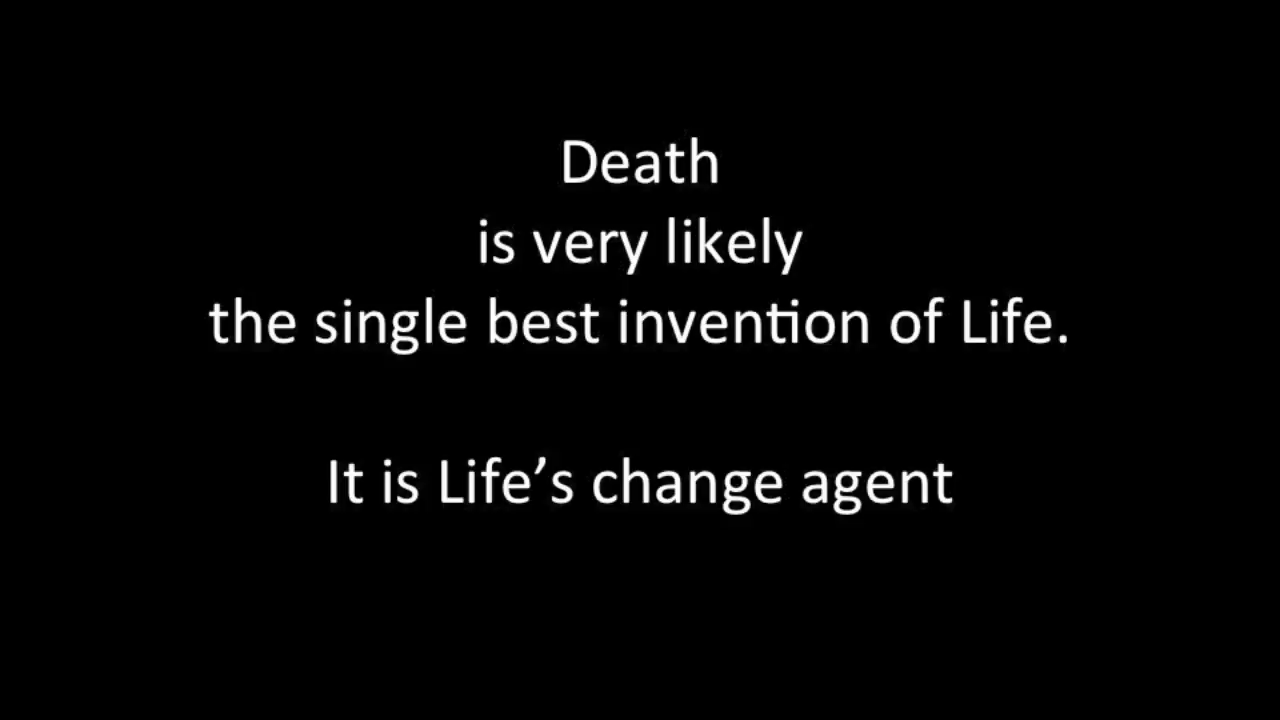 Death
is very likely
the single best invention of Life.
It is Life’s change agent